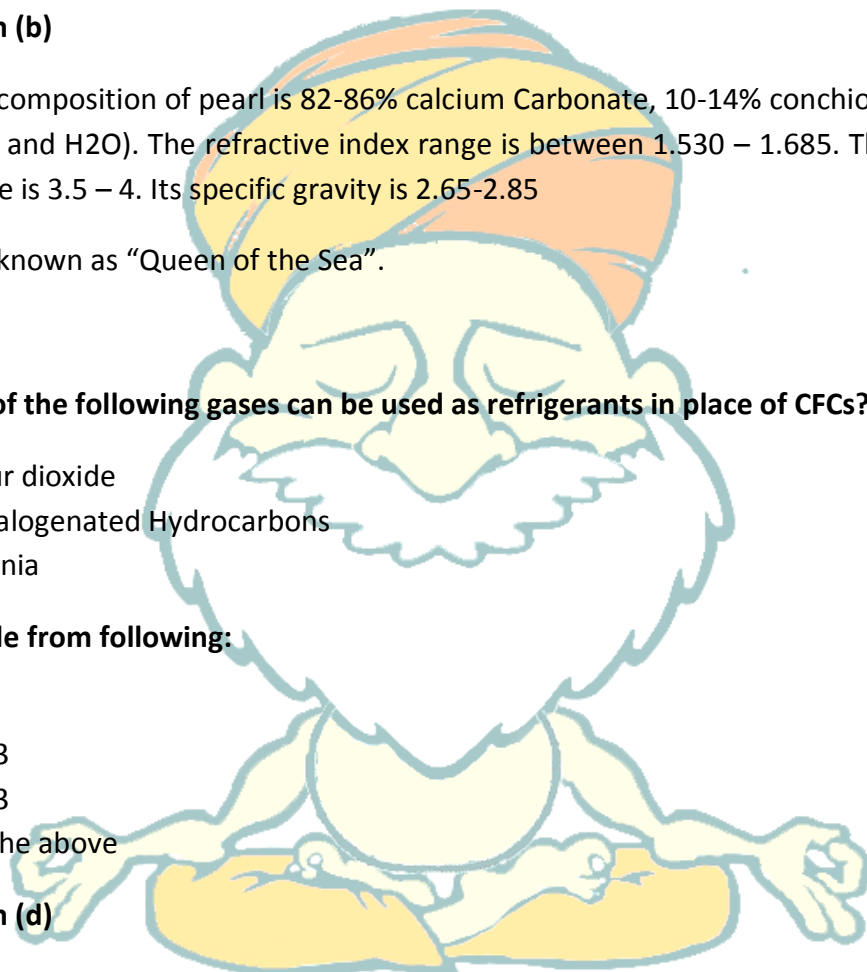 n (b)
composition of pearl is 82-86% calcium Carbonate, 10-14% conchio
and H2O). The refractive index range is between 1.530 – 1.685. Th
e is 3.5 – 4. Its specific gravity is 2.65-2.85
known as “Queen of the Sea”.
of the following gases can be used as refrigerants in place of CFCs?
ur dioxide
alogenated Hydrocarbons
nia
de from following:
3
3
he above
n (d)